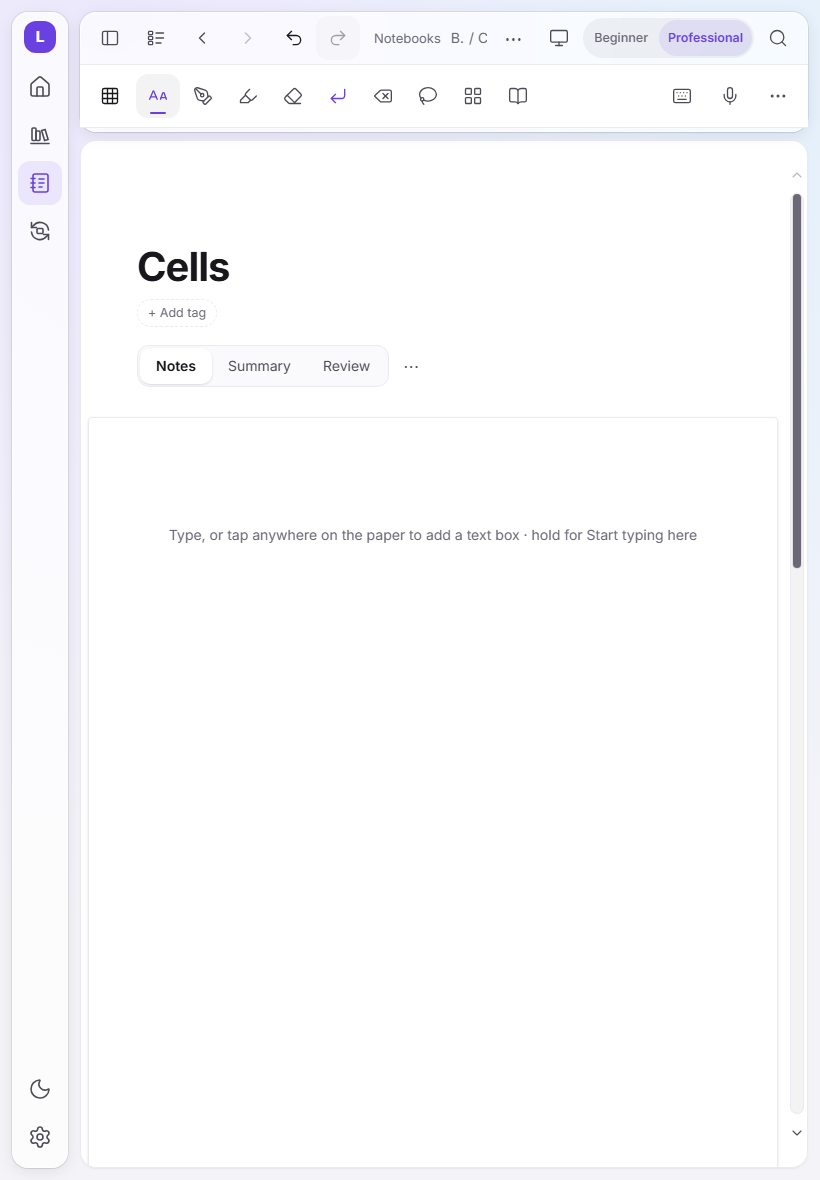 L
Notebooks B. / C
Beginner Professional
Cells
+ Add tag
Notes Summary Review
Type, or tap anywhere on the paper to add a text box · hold for Start typing here